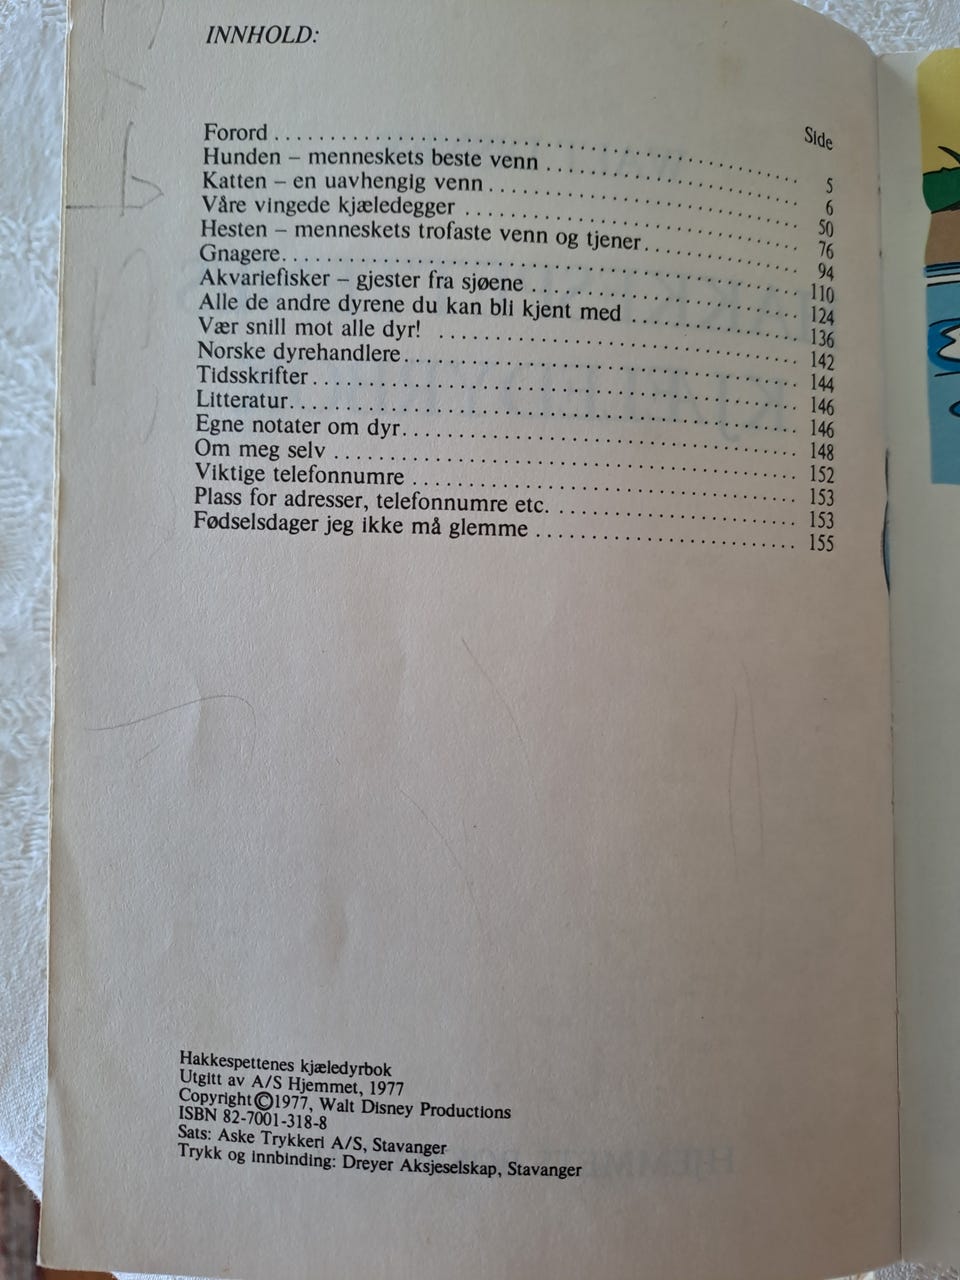 INNHOLD:
Side
Forord ........ 5
Hunden – menneskets beste venn ........ 6
Katten – en uavhengig venn ........ 50
Våre vingede kjæledegger ........ 76
Hesten – menneskets trofaste venn og tjener ........ 94
Gnagere ........ 110
Akvariefisker – gjester fra sjøene ........ 124
Alle de andre dyrene du kan bli kjent med ........ 136
Vær snill mot alle dyr! ........ 142
Norske dyrehandlere ........ 144
Tidsskrifter ........ 146
Litteratur ........ 146
Egne notater om dyr ........ 148
Om meg selv ........ 152
Viktige telefonnumre ........ 153
Plass for adresser, telefonnumre etc. ........ 153
Fødselsdager jeg ikke må glemme ........ 155
Hakkespettenes kjæledyrbok
Utgitt av A/S Hjemmet, 1977
Copyright © 1977, Walt Disney Productions
ISBN 82-7001-318-8
Sats: Aske Trykkeri A/S, Stavanger
Trykk og innbinding: Dreyer Aksjeselskap, Stavanger